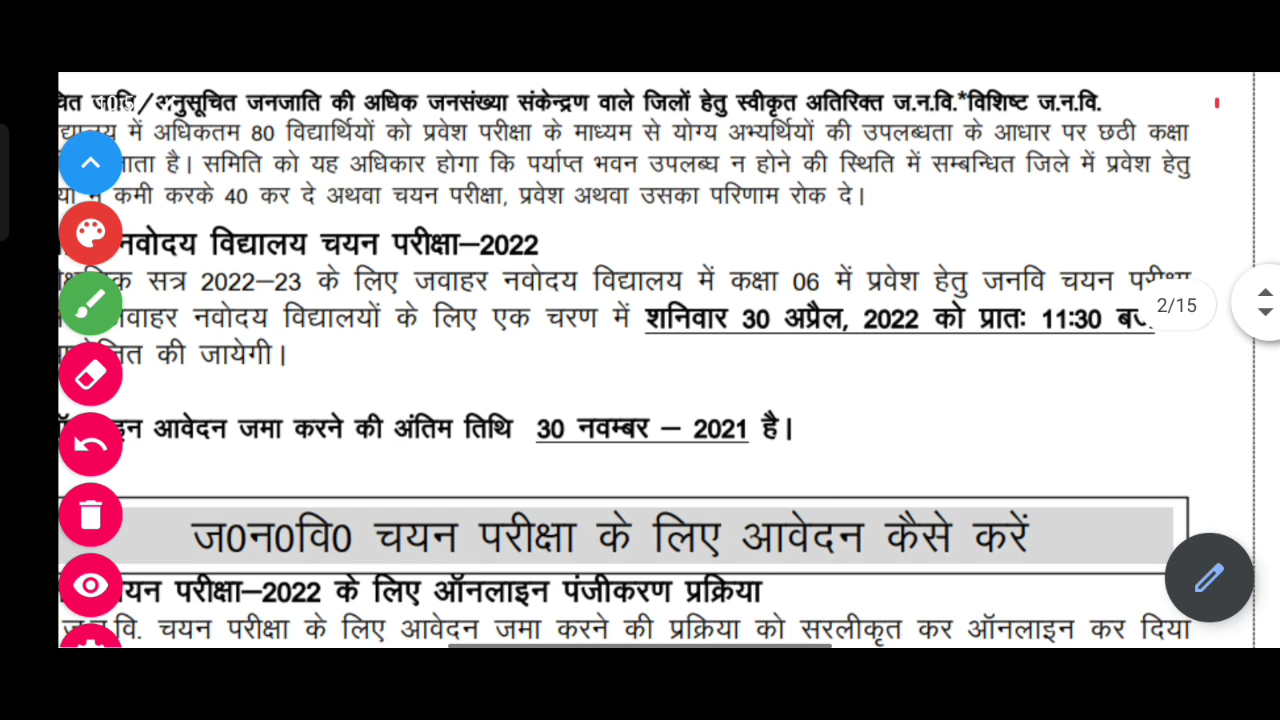 जनजाति की अधिक जनसंख्या संकेन्द्रण वाले जिलों हेतु स्वीकृत अतिरिक्त ज.न.वि.*विशिष्ट ज.न.वि.
में अधिकतम 80 विद्यार्थियों को प्रवेश परीक्षा के माध्यम से योग्य अभ्यर्थियों की उपलब्धता के आधार पर छठी कक्षा
है। समिति को यह अधिकार होगा कि पर्याप्त भवन उपलब्ध न होने की स्थिति में सम्बन्धित जिले में प्रवेश हेतु
कमी करके 40 कर दे अथवा चयन परीक्षा, प्रवेश अथवा उसका परिणाम रोक दे।
नवोदय विद्यालय चयन परीक्षा–2022
सत्र 2022–23 के लिए जवाहर नवोदय विद्यालय में कक्षा 06 में प्रवेश हेतु जनवि चयन परीक्षा
नवोदय विद्यालयों के लिए एक चरण में शनिवार 30 अप्रैल, 2022 को प्रातः 11:30
2/15
की जायेगी।
आवेदन जमा करने की अंतिम तिथि 30 नवम्बर – 2021 है।
ज0न0वि0 चयन परीक्षा के लिए आवेदन कैसे करें
परीक्षा–2022 के लिए ऑनलाइन पंजीकरण प्रक्रिया
चयन परीक्षा के लिए आवेदन जमा करने की प्रक्रिया को सरलीकृत कर ऑनलाइन कर दिया